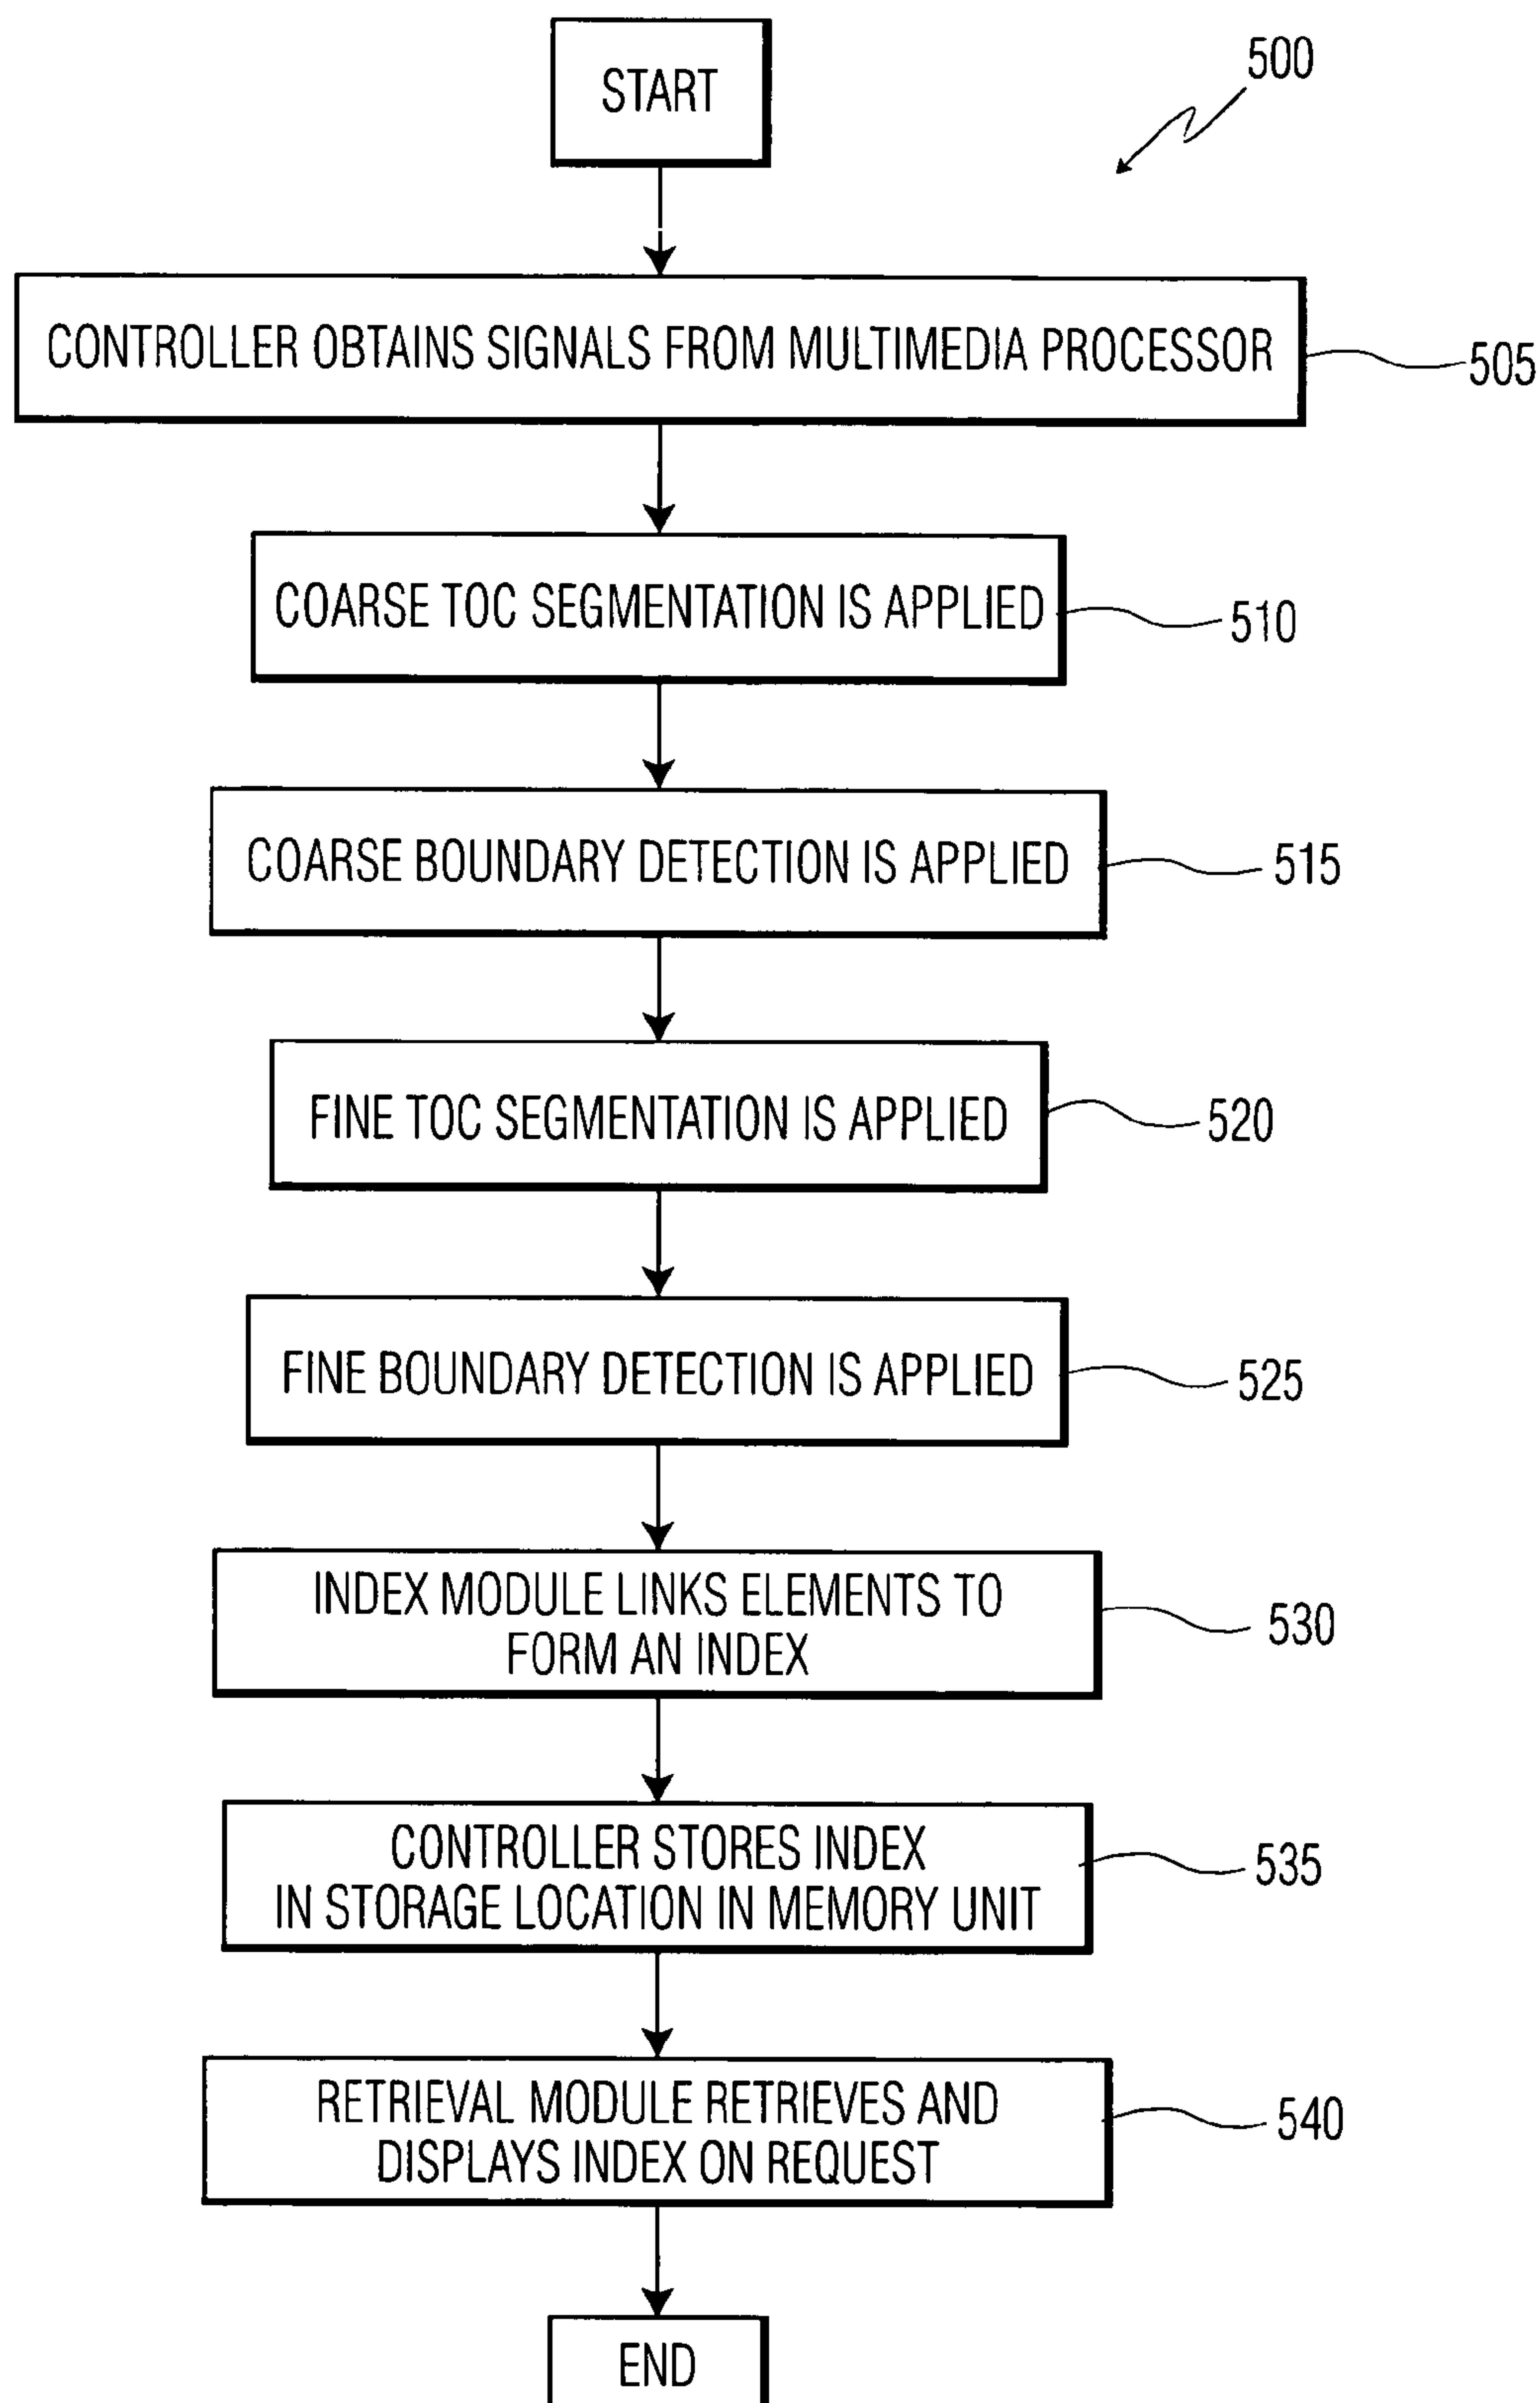 START
500
CONTROLLER OBTAINS SIGNALS FROM MULTIMEDIA PROCESSOR
505
COARSE TOC SEGMENTATION IS APPLIED
510
COARSE BOUNDARY DETECTION IS APPLIED
515
FINE TOC SEGMENTATION IS APPLIED
520
FINE BOUNDARY DETECTION IS APPLIED
525
INDEX MODULE LINKS ELEMENTS TO
FORM AN INDEX
530
CONTROLLER STORES INDEX
IN STORAGE LOCATION IN MEMORY UNIT
535
RETRIEVAL MODULE RETRIEVES AND
DISPLAYS INDEX ON REQUEST
540
END